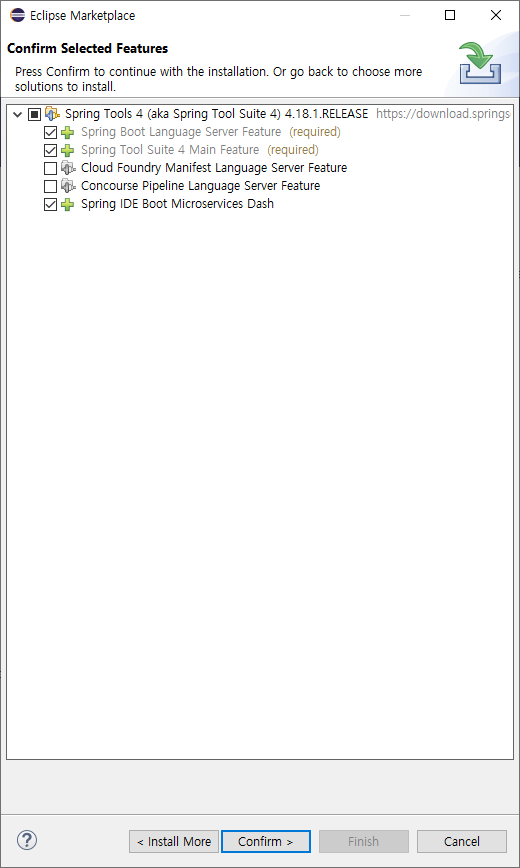 Eclipse Marketplace
Confirm Selected Features
Press Confirm to continue with the installation. Or go back to choose more
solutions to install.
Spring Tools 4 (aka Spring Tool Suite 4) 4.18.1.RELEASE https://download.springs
Spring Boot Language Server Feature (required)
Spring Tool Suite 4 Main Feature (required)
Cloud Foundry Manifest Language Server Feature
Concourse Pipeline Language Server Feature
Spring IDE Boot Microservices Dash
?
< Install More
Confirm >
Finish
Cancel